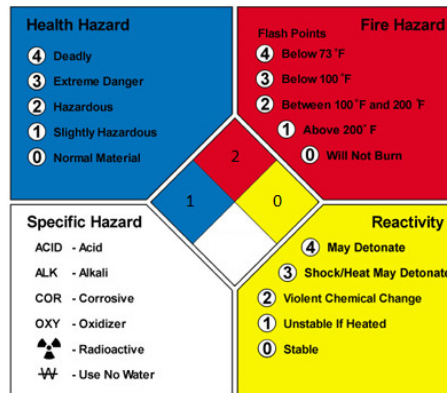 Health Hazard
4 Deadly
3 Extreme Danger
2 Hazardous
1 Slightly Hazardous
0 Normal Material
Fire Hazard
Flash Points
4 Below 73°F
3 Below 100°F
2 Between 100°F and 200°F
1 Above 200°F
0 Will Not Burn
2
1
0
Specific Hazard
ACID - Acid
ALK - Alkali
COR - Corrosive
OXY - Oxidizer
- Radioactive
W - Use No Water
Reactivity
4 May Detonate
3 Shock/Heat May Detonate
2 Violent Chemical Change
1 Unstable If Heated
0 Stable